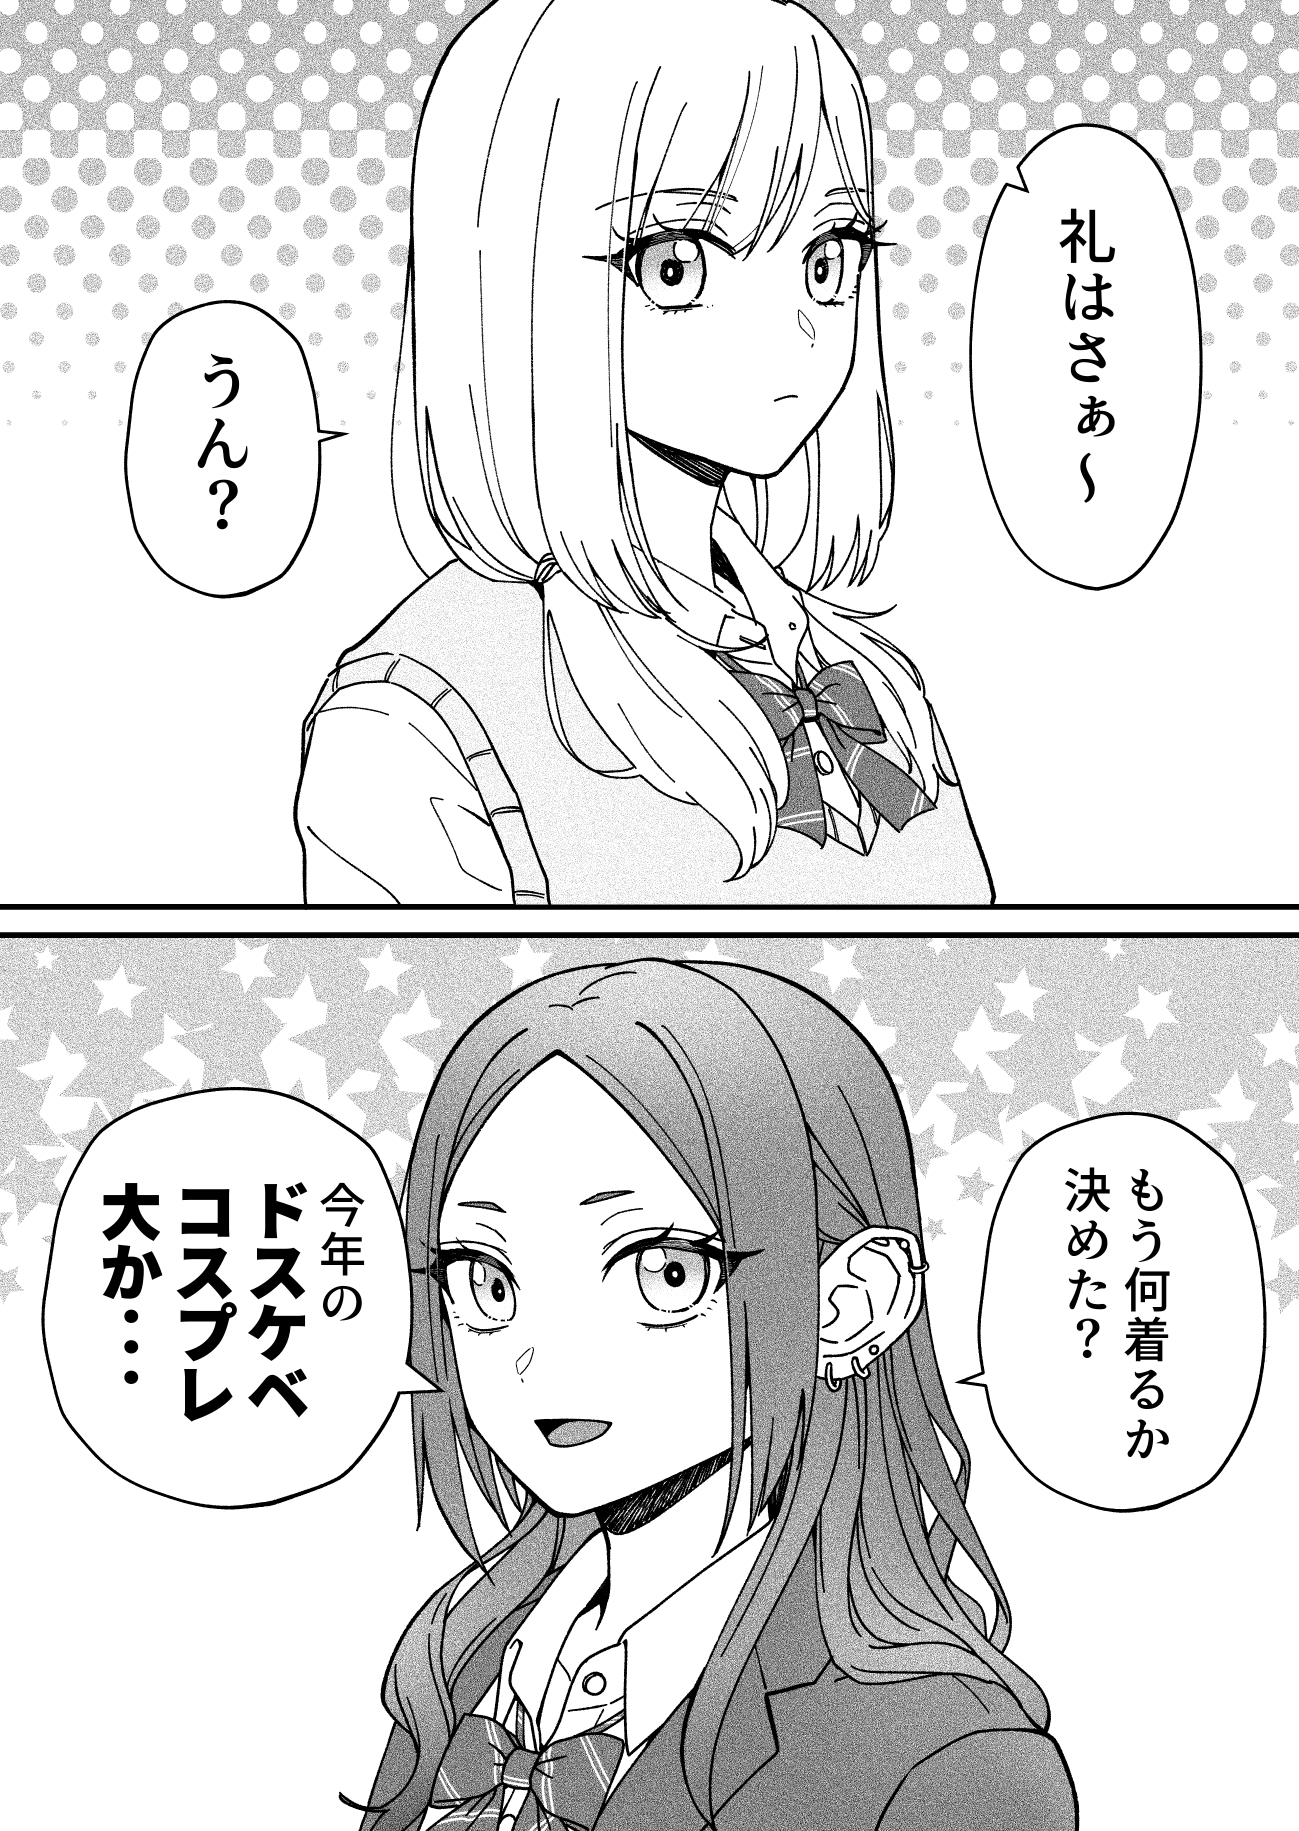 礼はさぁ〜
うん？
もう何着るか
決めた？
今年の
ドスケベ
コスプレ
大か・・・